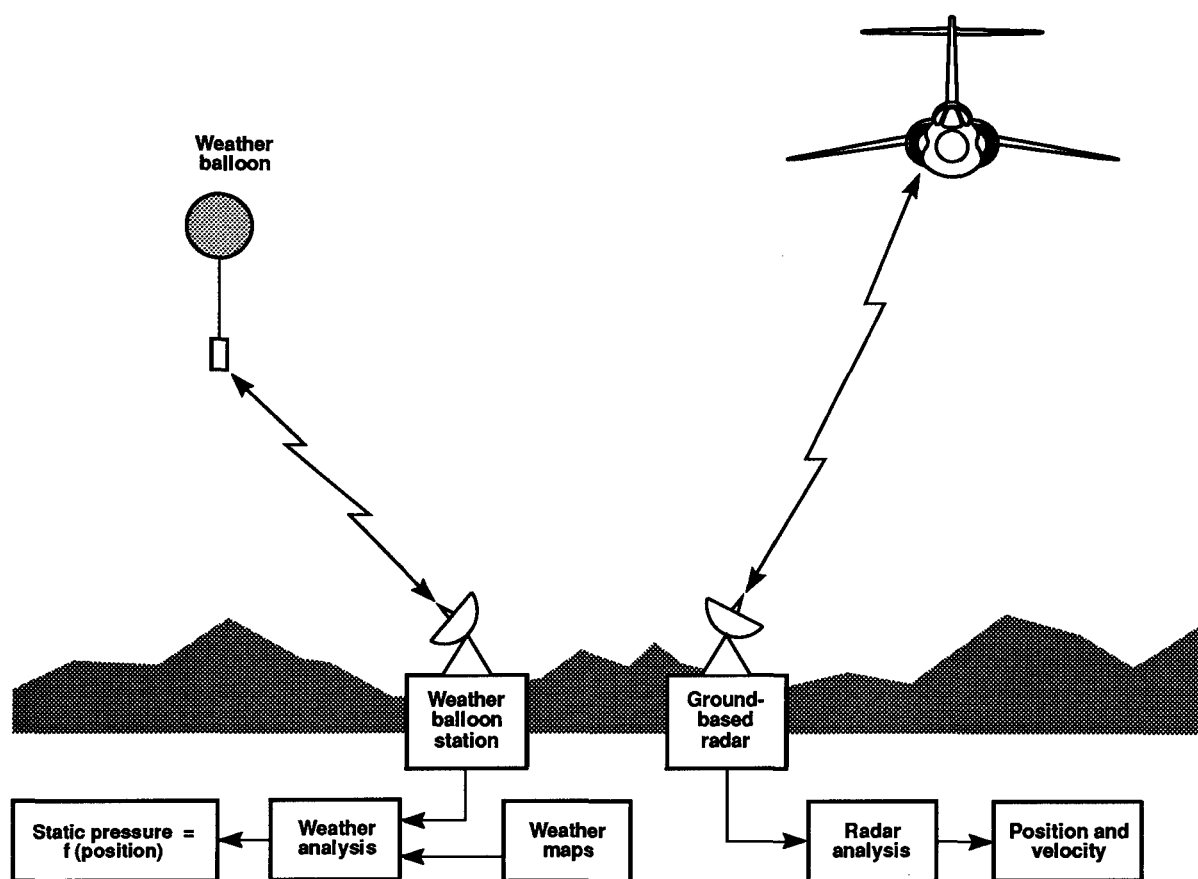 Weather
balloon
Weather
balloon
station
Ground-
based
radar
Static pressure =
f (position)
Weather
analysis
Weather
maps
Radar
analysis
Position and
velocity